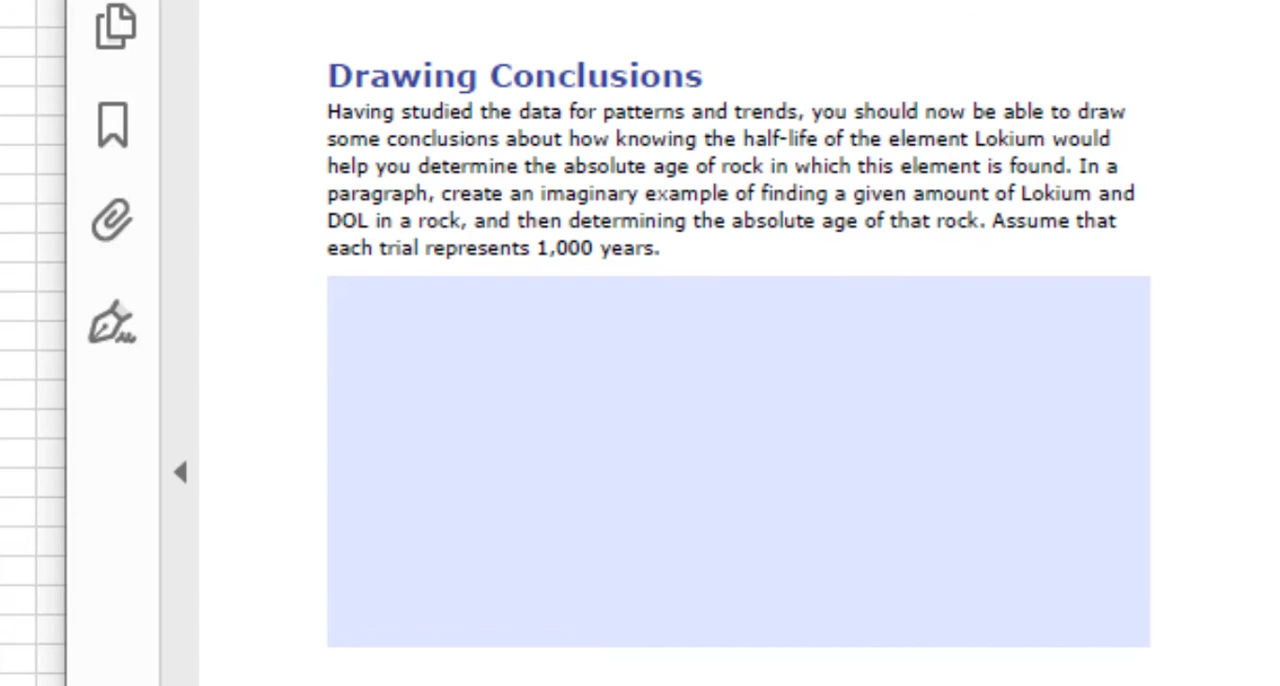 Drawing Conclusions
Having studied the data for patterns and trends, you should now be able to draw
some conclusions about how knowing the half-life of the element Lokium would
help you determine the absolute age of rock in which this element is found. In a
paragraph, create an imaginary example of finding a given amount of Lokium and
DOL in a rock, and then determining the absolute age of that rock. Assume that
each trial represents 1,000 years.